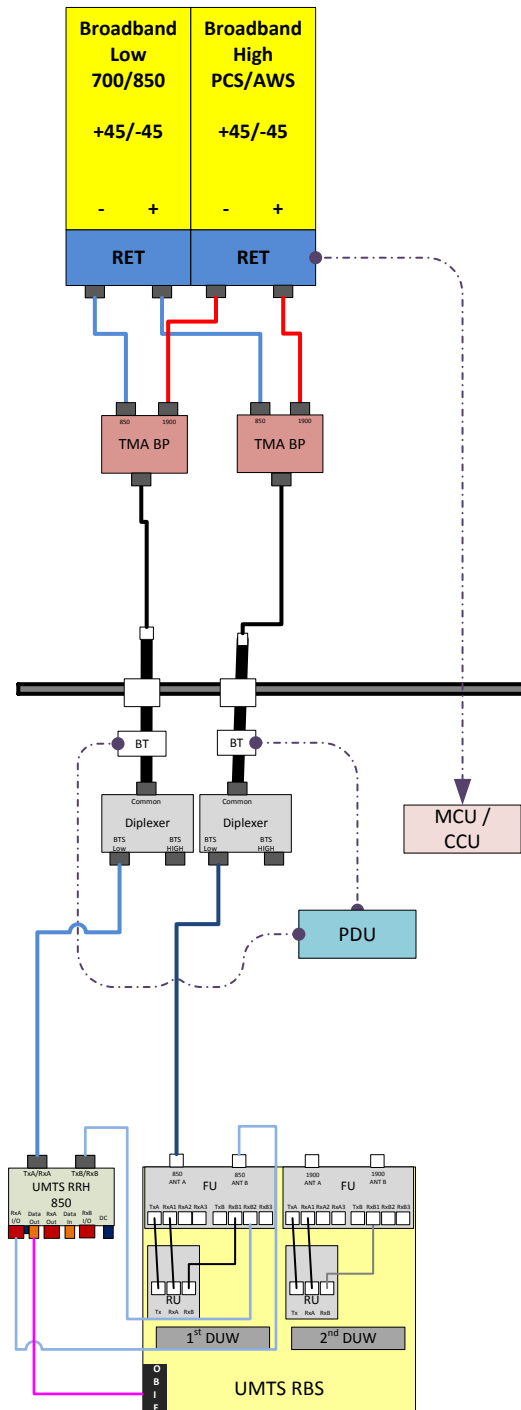 Broadband Broadband
Low High
700/850 PCS/AWS
+45/-45 +45/-45
- + - +
RET RET
850 1900 850 1900
TMA BP TMA BP
BT BT
Common Common
Diplexer Diplexer
BTS Low BTS HIGH BTS Low BTS HIGH
MCU / CCU
PDU
TxA/RxA TxB/RxB
UMTS RRH
850
RxA I/O Data Out RxA Out Data In RxB I/O DC
850 ANT A 850 ANT B 1900 ANT A 1900 ANT B
FU FU
TxA RxA1 RxA2 RxA3 TxB RxB1 RxB2 RxB3 TxA RxA1 RxA2 RxA3 TxB RxB1 RxB2 RxB3
RU RU
Tx RxA RxB Tx RxA RxB
1st DUW 2nd DUW
OBIF
UMTS RBS